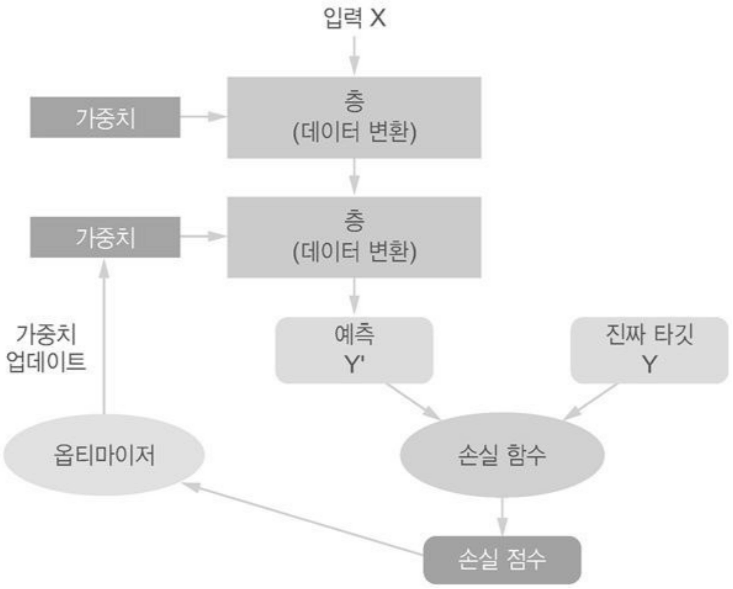 입력 X
가중치
층
(데이터 변환)
가중치
층
(데이터 변환)
가중치
업데이트
예측
Y'
진짜 타깃
Y
옵티마이저
손실 함수
손실 점수